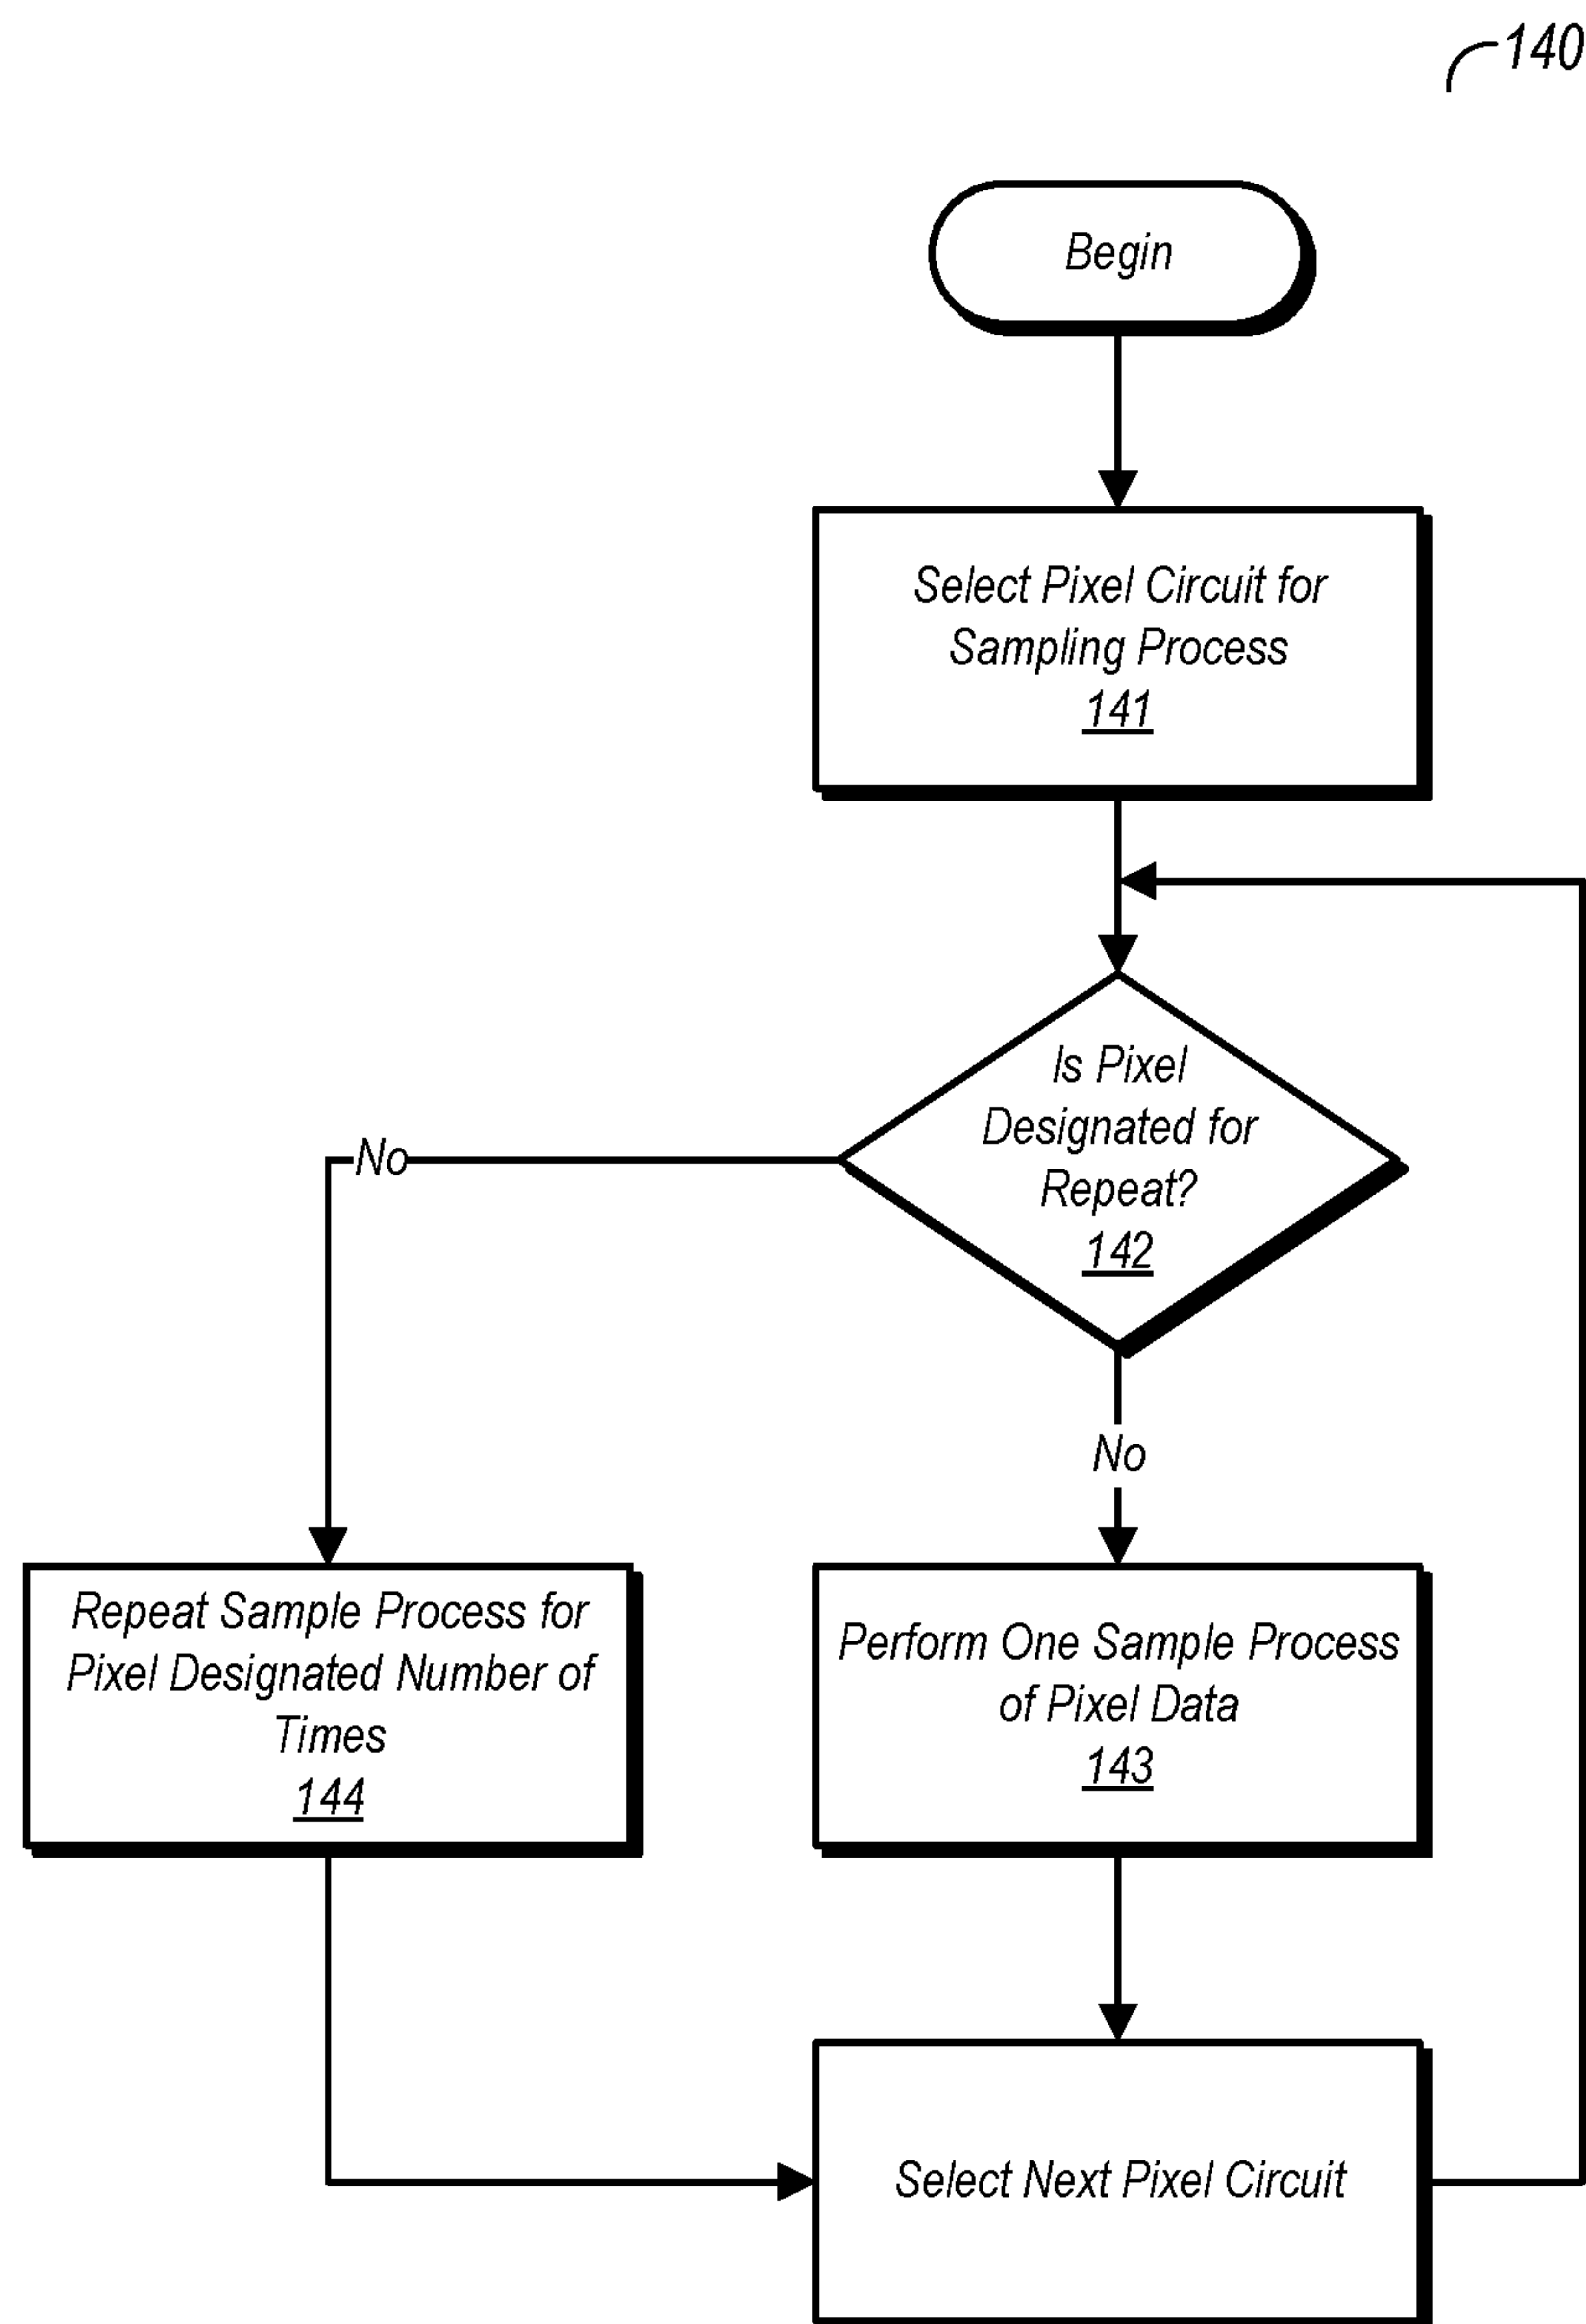 140
Begin
Select Pixel Circuit for
Sampling Process
141
Is Pixel
Designated for
Repeat?
142
No
No
Repeat Sample Process for
Pixel Designated Number of
Times
144
Perform One Sample Process
of Pixel Data
143
Select Next Pixel Circuit